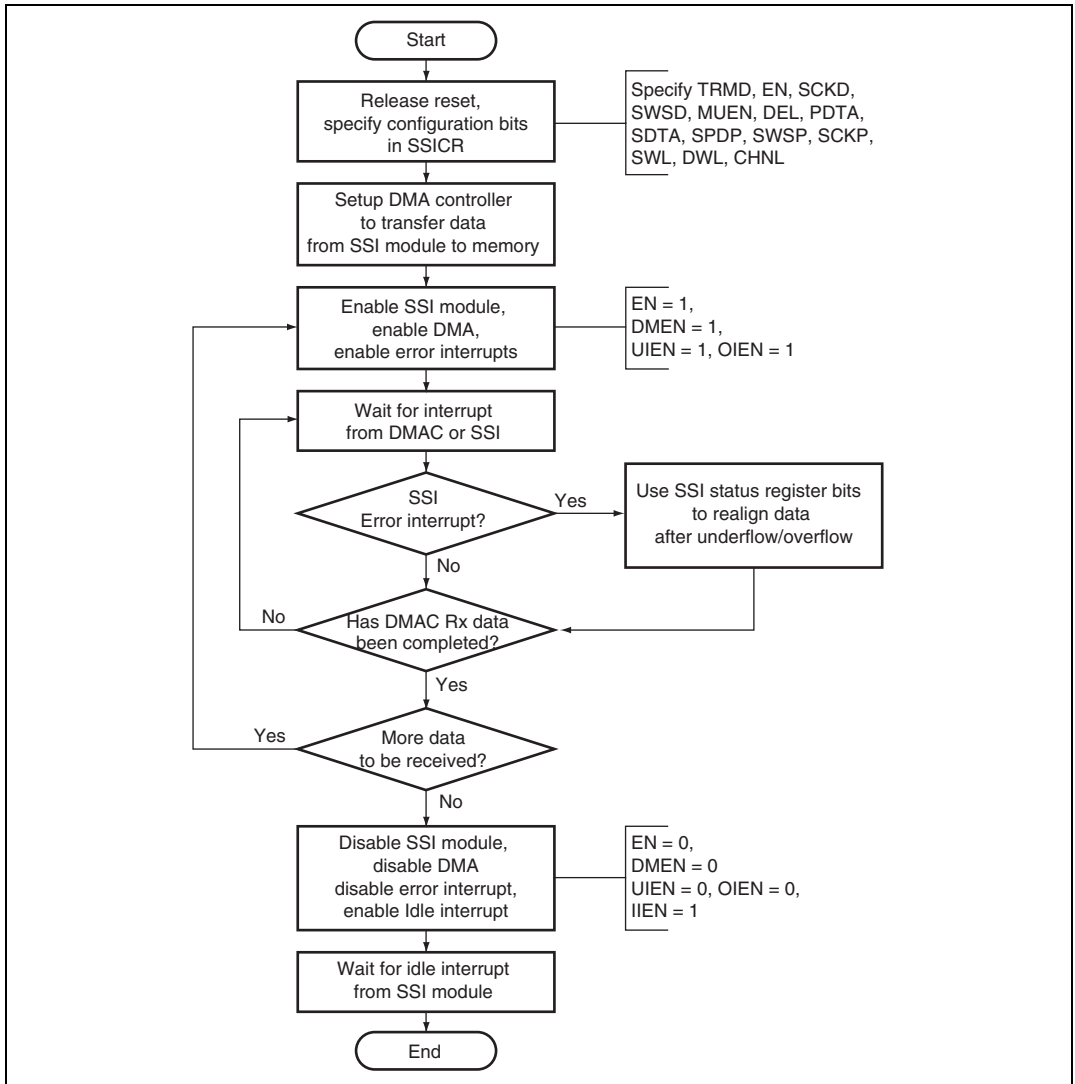 Start
Release reset,
specify configuration bits
in SSICR
Specify TRMD, EN, SCKD,
SWSD, MUEN, DEL, PDTA,
SDTA, SPDP, SWSP, SCKP,
SWL, DWL, CHNL
Setup DMA controller
to transfer data
from SSI module to memory
Enable SSI module,
enable DMA,
enable error interrupts
EN = 1,
DMEN = 1,
UIEN = 1, OIEN = 1
Wait for interrupt
from DMAC or SSI
SSI
Error interrupt?
Yes
Use SSI status register bits
to realign data
after underflow/overflow
No
Has DMAC Rx data
been completed?
No
Yes
More data
to be received?
Yes
No
Disable SSI module,
disable DMA
disable error interrupt,
enable Idle interrupt
EN = 0,
DMEN = 0
UIEN = 0, OIEN = 0,
IIEN = 1
Wait for idle interrupt
from SSI module
End